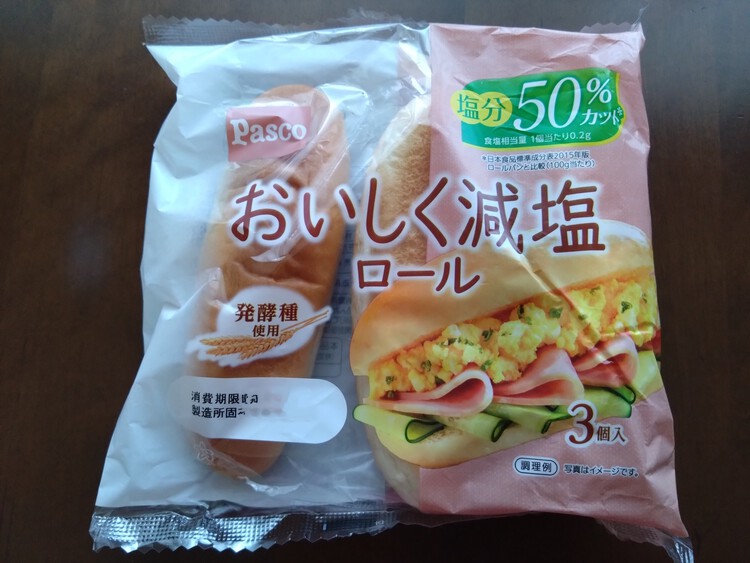 Pasco
塩分50%カット※
食塩相当量 1個当たり0.2g
※日本食品標準成分表2015年版
ロールパンと比較(100g当たり)
おいしく減塩
ロール
発酵種
使用
消費期限
製造所固
3個入
調理例 写真はイメージです。